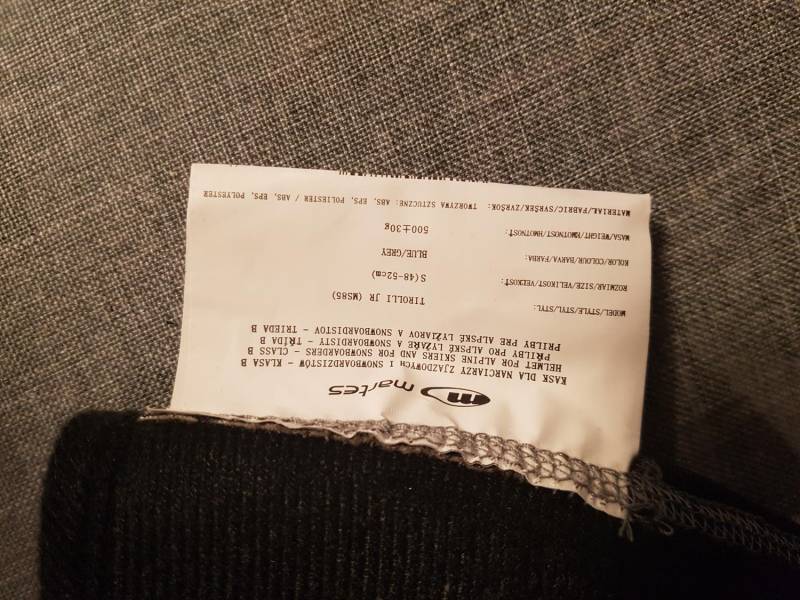 martes
KASK DLA NARCIARZY ZJAZDOWYCH I SNOWBOARDZISTÓW - KLASA B
HELMET FOR ALPINE SKIERS AND FOR SNOWBOARDERS - CLASS B
PŘILBY PRO ALPSKÉ LYŽAŘE A SNOWBOARDISTY - TŘÍDA B
PRILBY PRE ALPSKÉ LYŽIAROV A SNOWBOARDISTOV - TRIEDA B
MODEL/STYLE/STYL/STYL: TIROLLI JR (MS85)
ROZMIAR/SIZE/VELIKOST/VEĽKOSŤ: S(48-52cm)
KOLOR/COLOUR/BARVA/FARBA: BLUE/GREY
MASA/WEIGHT/HMOTNOST/HMOTNOSŤ: 500±30g
MATERIAŁ/FABRIC/SVRŠEK/ZVRŠOK: TWORZYWA SZTUCZNE: ABS, EPS, POLIESTER / ABS, EPS, POLYESTER